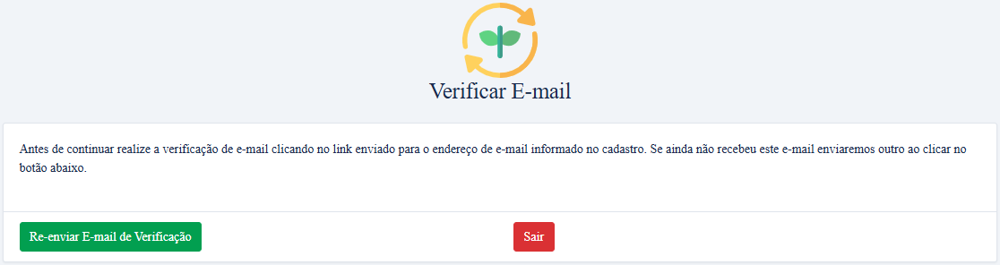 Verificar E-mail
Antes de continuar realize a verificação de e-mail clicando no link enviado para o endereço de e-mail informado no cadastro. Se ainda não recebeu este e-mail enviaremos outro ao clicar no
botão abaixo.
Re-enviar E-mail de Verificação
Sair